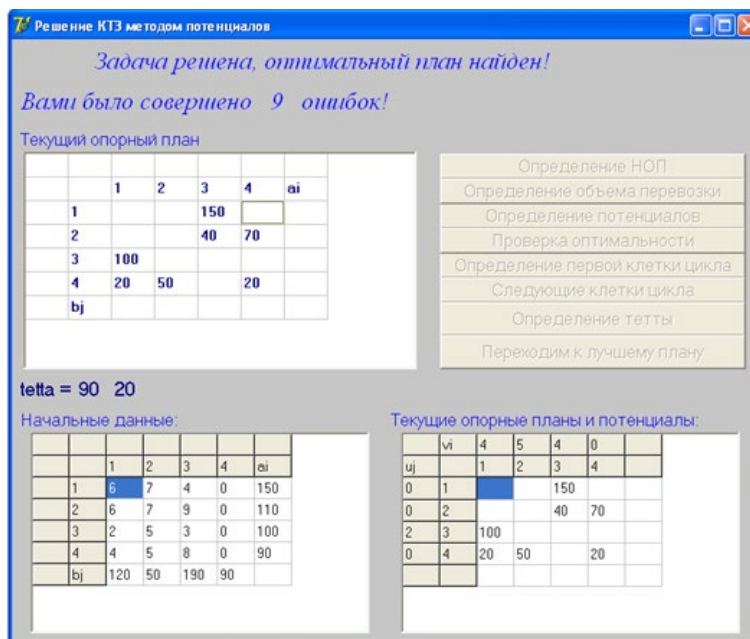 Решение КТЗ методом потенциалов
Задача решена, оптимальный план найден!
Вами было совершено 9 ошибок!
Текущий опорный план
1 2 3 4 ai
1 150
2 40 70
3 100
4 20 50 20
bj
Определение НОП
Определение объема перевозки
Определение потенциалов
Проверка оптимальности
Определение первой клетки цикла
Следующие клетки цикла
Определение тетты
Переходим к лучшему плану
tetta = 90 20
Начальные данные:
1 2 3 4 ai
1 6 7 4 0 150
2 6 7 9 0 110
3 2 5 3 0 100
4 4 5 8 0 90
bj 120 50 190 90
Текущие опорные планы и потенциалы:
vi 4 5 4 0
uj 1 2 3 4
0 1 150
0 2 40 70
2 3 100
0 4 20 50 20